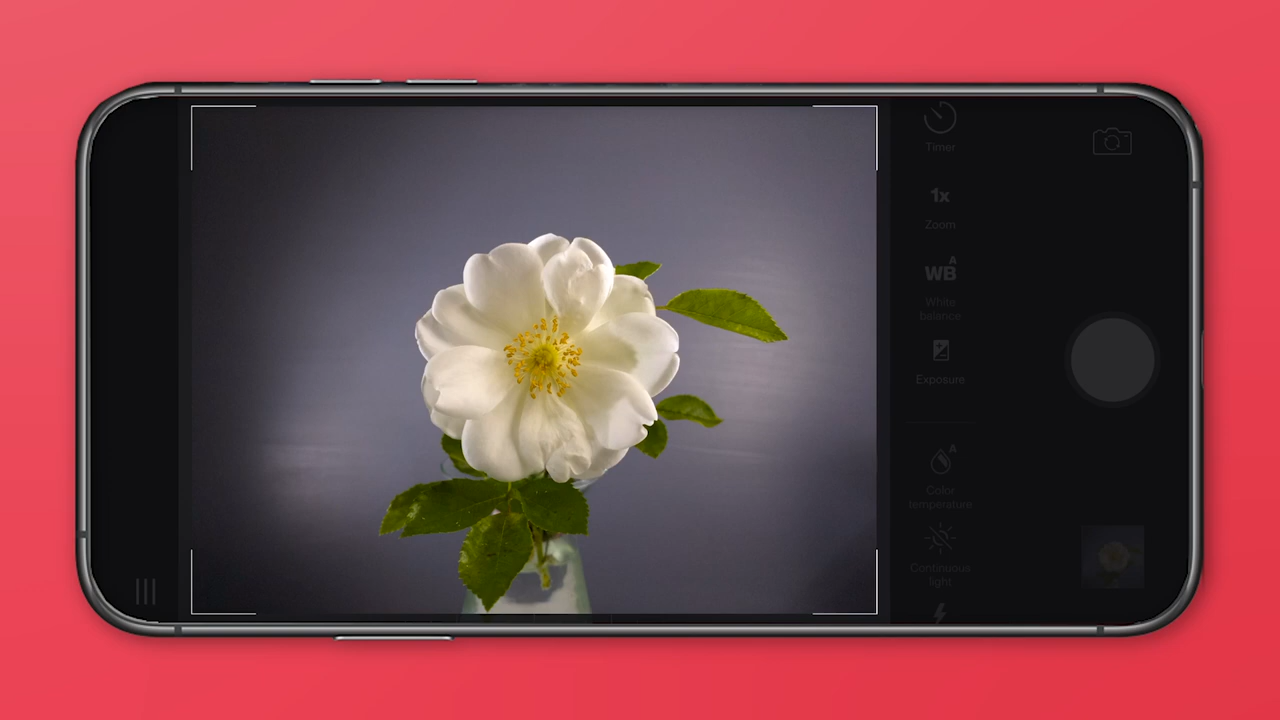 Timer
1x
Zoom
A
WB
White
balance
Exposure
A
Color
temperature
Continuous
light